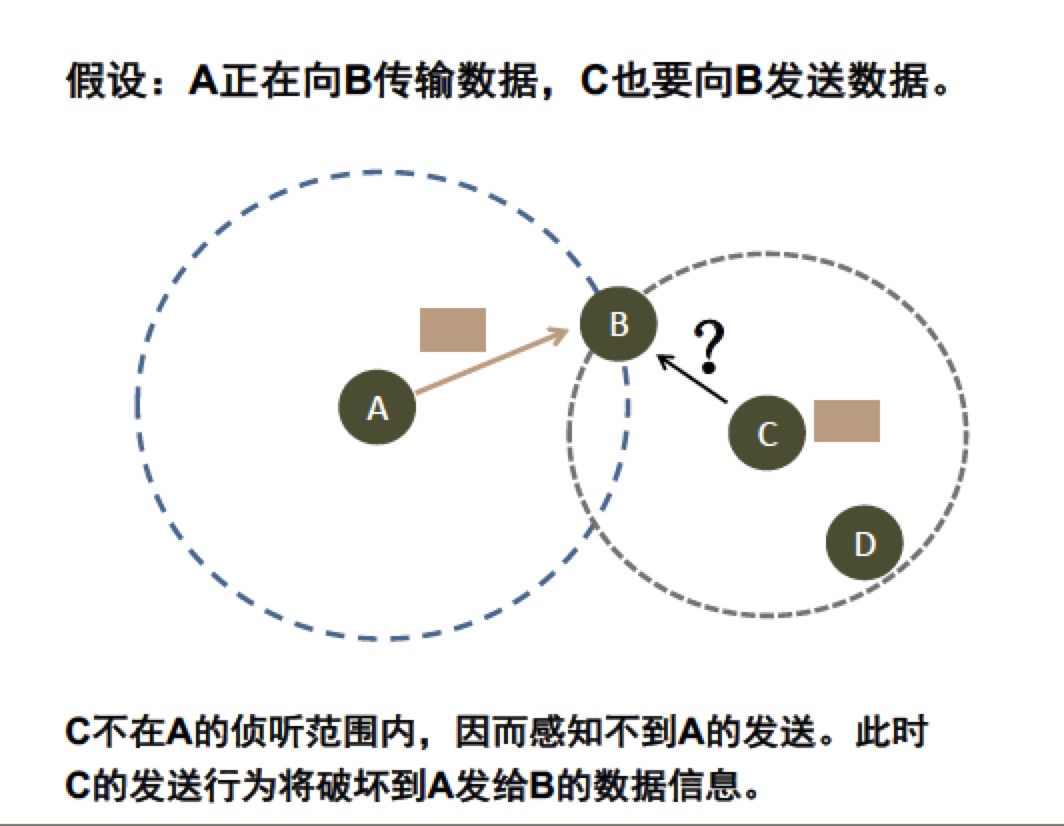 假设：A正在向B传输数据，C也要向B发送数据。
B
?
A
C
D
C不在A的侦听范围内，因而感知不到A的发送。此时
C的发送行为将破坏到A发给B的数据信息。